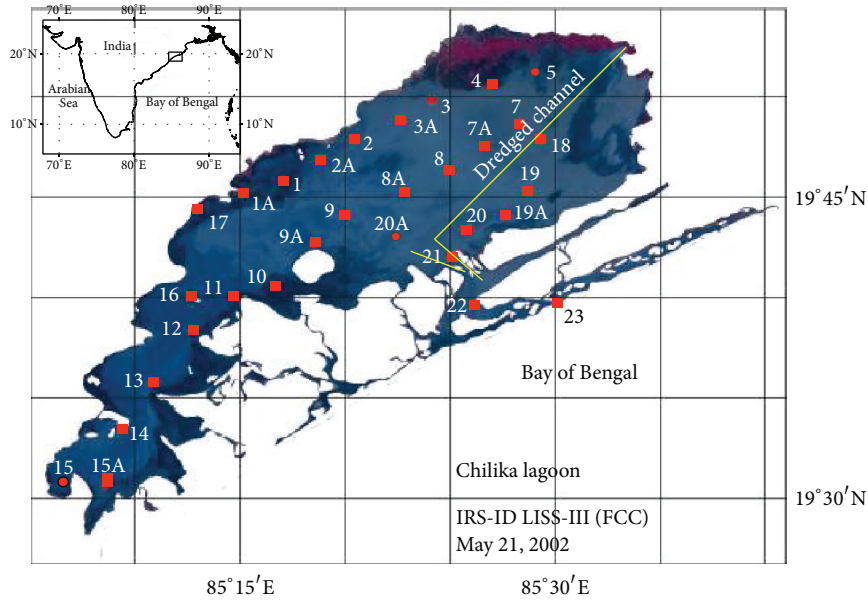 70°E 80°E 90°E
20°N
20°N
India
Arabian
Sea
Bay of Bengal
10°N
10°N
70°E 80°E 90°E
5
4
3
3A
7
Dredged channel
2
7A
18
2A
8
1
8A
19
1A
19°45′N
17
9
20A
20
19A
9A
21
10
16
11
22
23
12
13
Bay of Bengal
14
15
15A
Chilika lagoon
19°30′N
IRS-ID LISS-III (FCC)
May 21, 2002
85°15′E
85°30′E